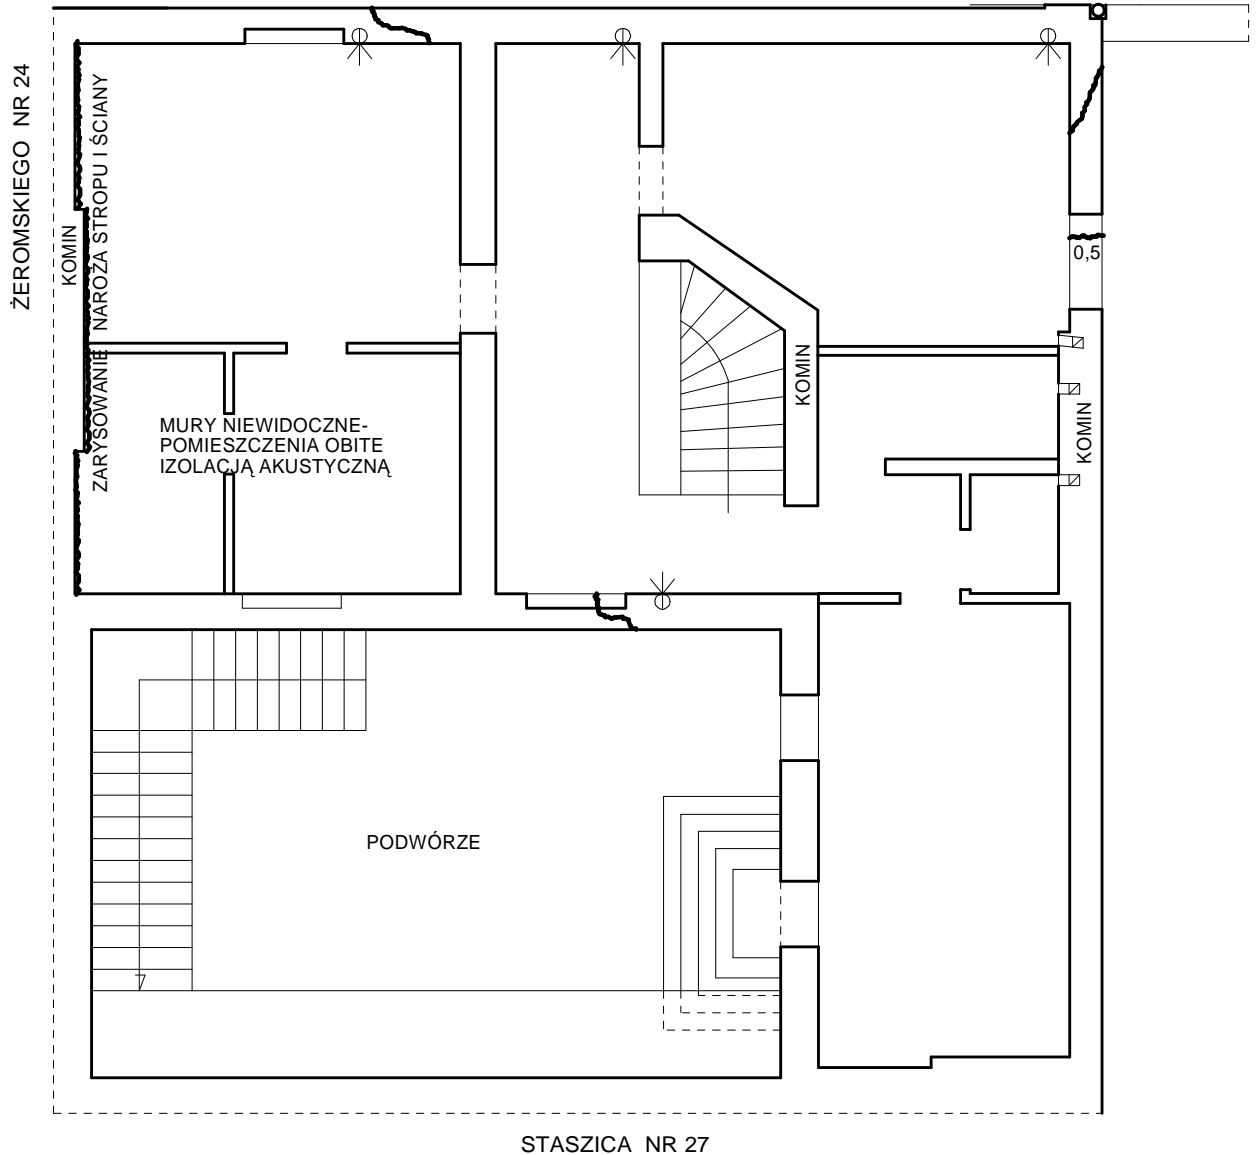 ŻEROMSKIEGO NR 24
KOMIN
ZARYSOWANIE NAROŻA STROPU I ŚCIANY
0,5
KOMIN
KOMIN
MURY NIEWIDOCZNE-
POMIESZCZENIA OBITE
IZOLACJĄ AKUSTYCZNĄ
PODWÓRZE
STASZICA NR 27